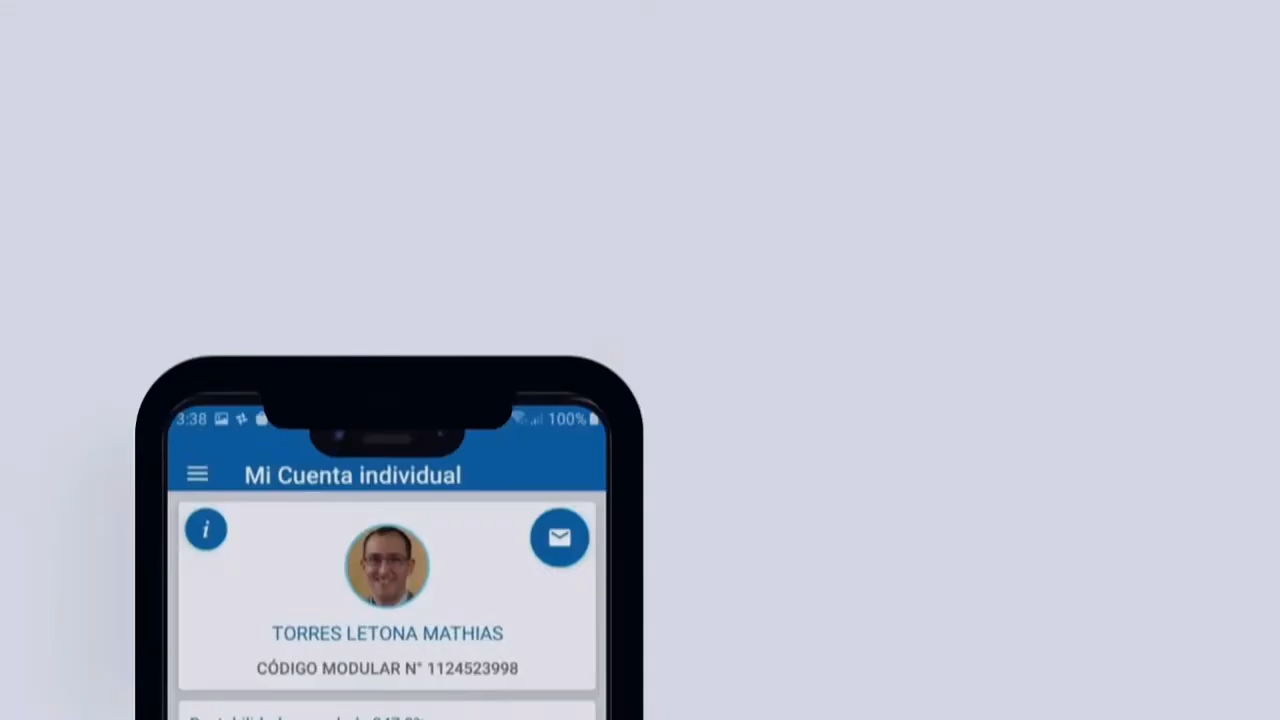 3:38 100%
Mi Cuenta individual
i
TORRES LETONA MATHIAS
CÓDIGO MODULAR N° 1124523998